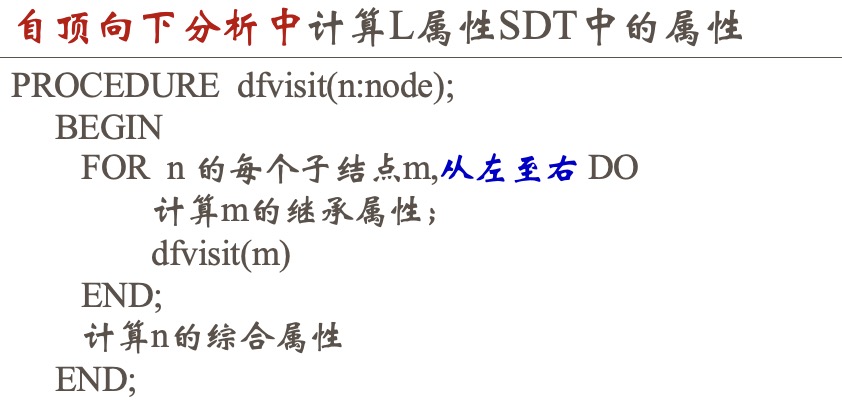 自顶向下分析中计算L属性SDT中的属性
PROCEDURE dfvisit(n:node);
BEGIN
FOR n 的每个子结点m,从左至右 DO
计算m的继承属性；
dfvisit(m)
END;
计算n的综合属性
END;